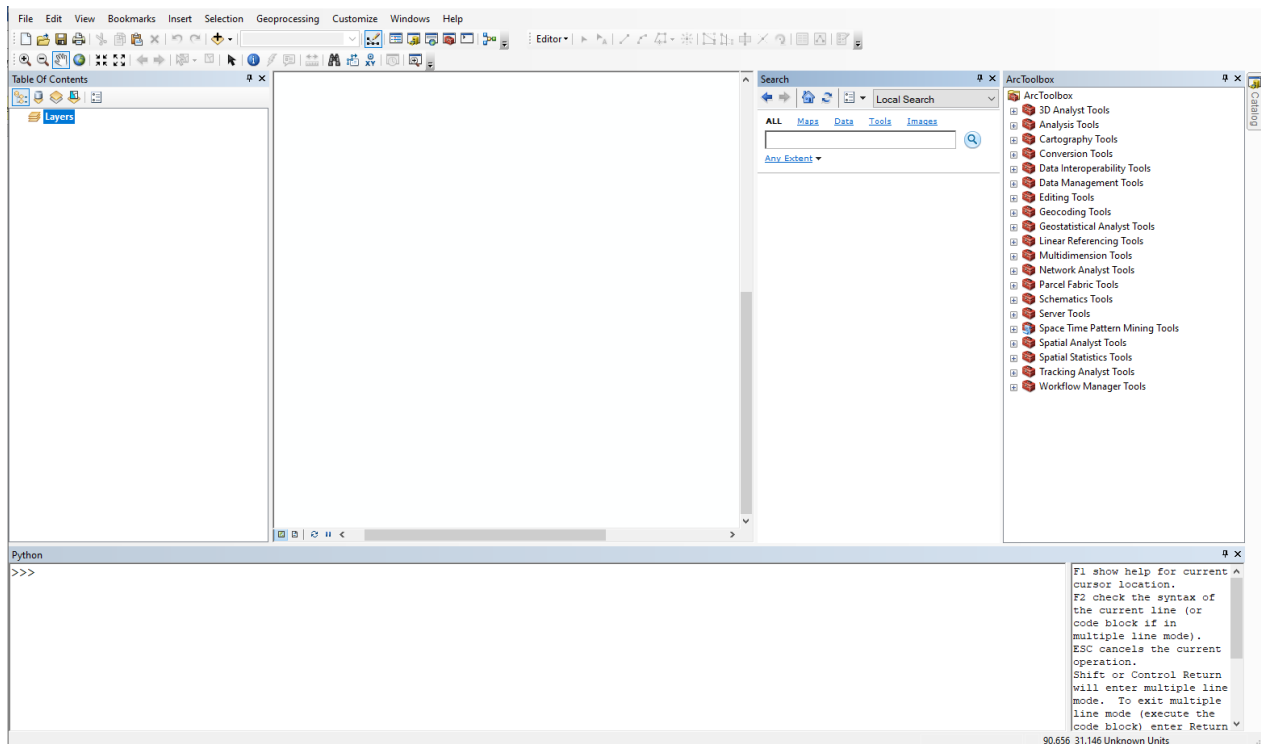 File Edit View Bookmarks Insert Selection Geoprocessing Customize Windows Help
Editor
Table Of Contents
Layers
Search
Local Search
ALL Maps Data Tools Images
Any Extent
ArcToolbox
ArcToolbox
3D Analyst Tools
Analysis Tools
Cartography Tools
Conversion Tools
Data Interoperability Tools
Data Management Tools
Editing Tools
Geocoding Tools
Geostatistical Analyst Tools
Linear Referencing Tools
Multidimension Tools
Network Analyst Tools
Parcel Fabric Tools
Schematics Tools
Server Tools
Space Time Pattern Mining Tools
Spatial Analyst Tools
Spatial Statistics Tools
Tracking Analyst Tools
Workflow Manager Tools
Catalog
Python
>>>
F1 show help for current
cursor location.
F2 check the syntax of
the current line (or
code block if in
multiple line mode).
ESC cancels the current
operation.
Shift or Control Return
will enter multiple line
mode. To exit multiple
line mode (execute the
code block) enter Return
90.656 31.146 Unknown Units